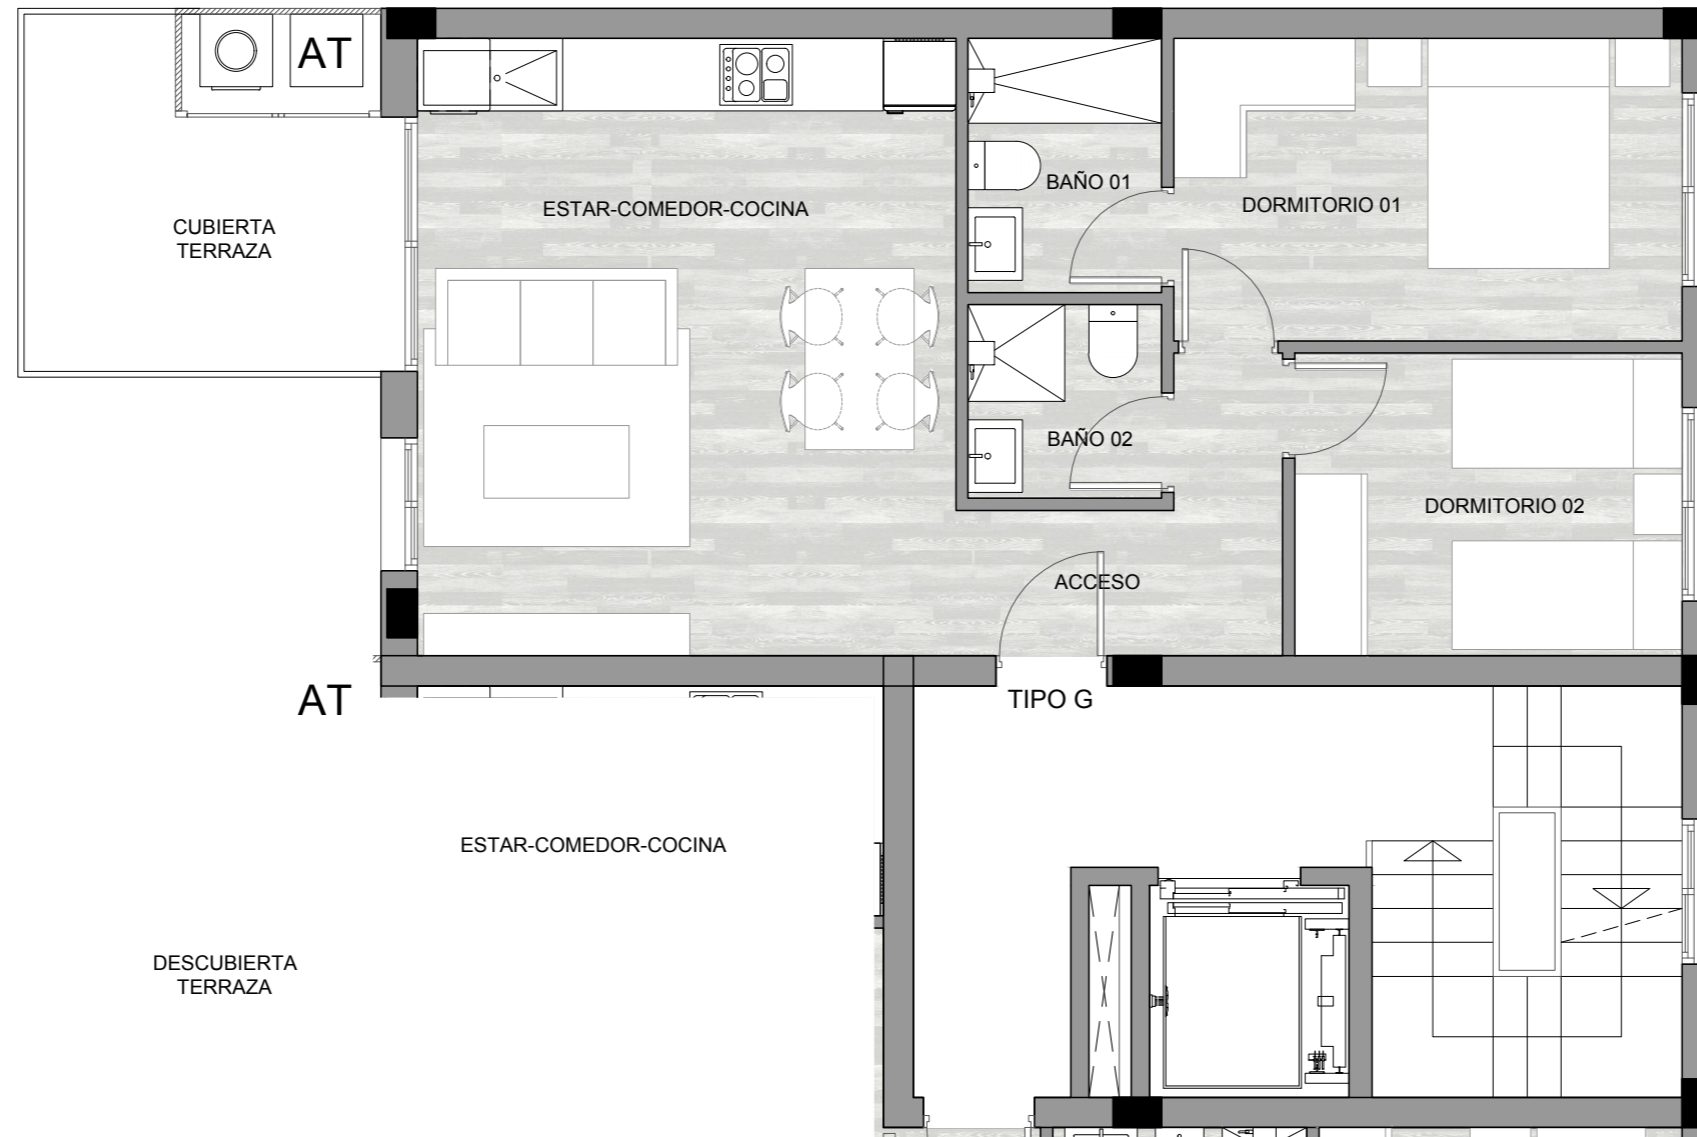 AT
BAÑO 01
DORMITORIO 01
ESTAR-COMEDOR-COCINA
CUBIERTA
TERRAZA
BAÑO 02
DORMITORIO 02
ACCESO
AT
TIPO G
ESTAR-COMEDOR-COCINA
DESCUBIERTA
TERRAZA